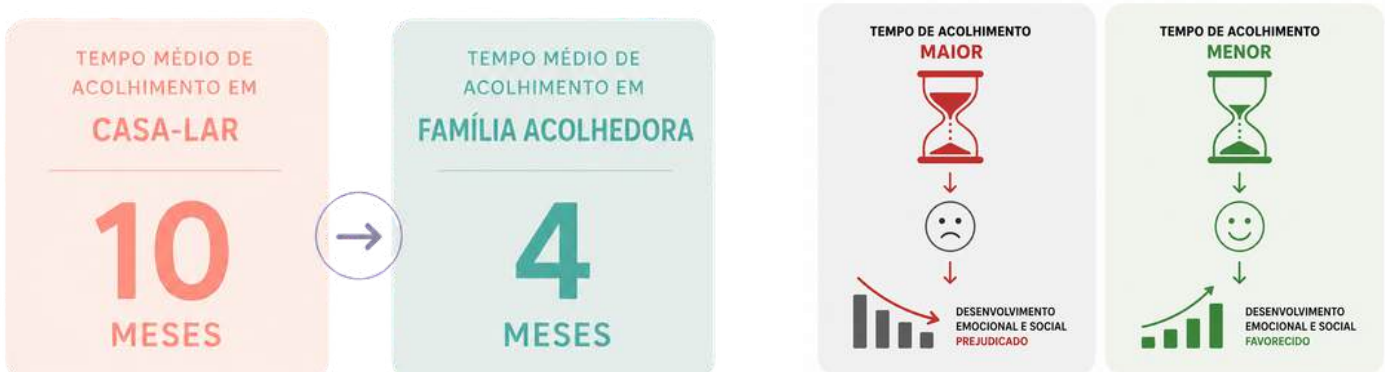 TEMPO MÉDIO DE
ACOLHIMENTO EM
CASA-LAR
10
MESES
TEMPO MÉDIO DE
ACOLHIMENTO EM
FAMÍLIA ACOLHEDORA
4
MESES
TEMPO DE ACOLHIMENTO
MAIOR
DESENVOLVIMENTO
EMOCIONAL E SOCIAL
PREJUDICADO
TEMPO DE ACOLHIMENTO
MENOR
DESENVOLVIMENTO
EMOCIONAL E SOCIAL
FAVORECIDO